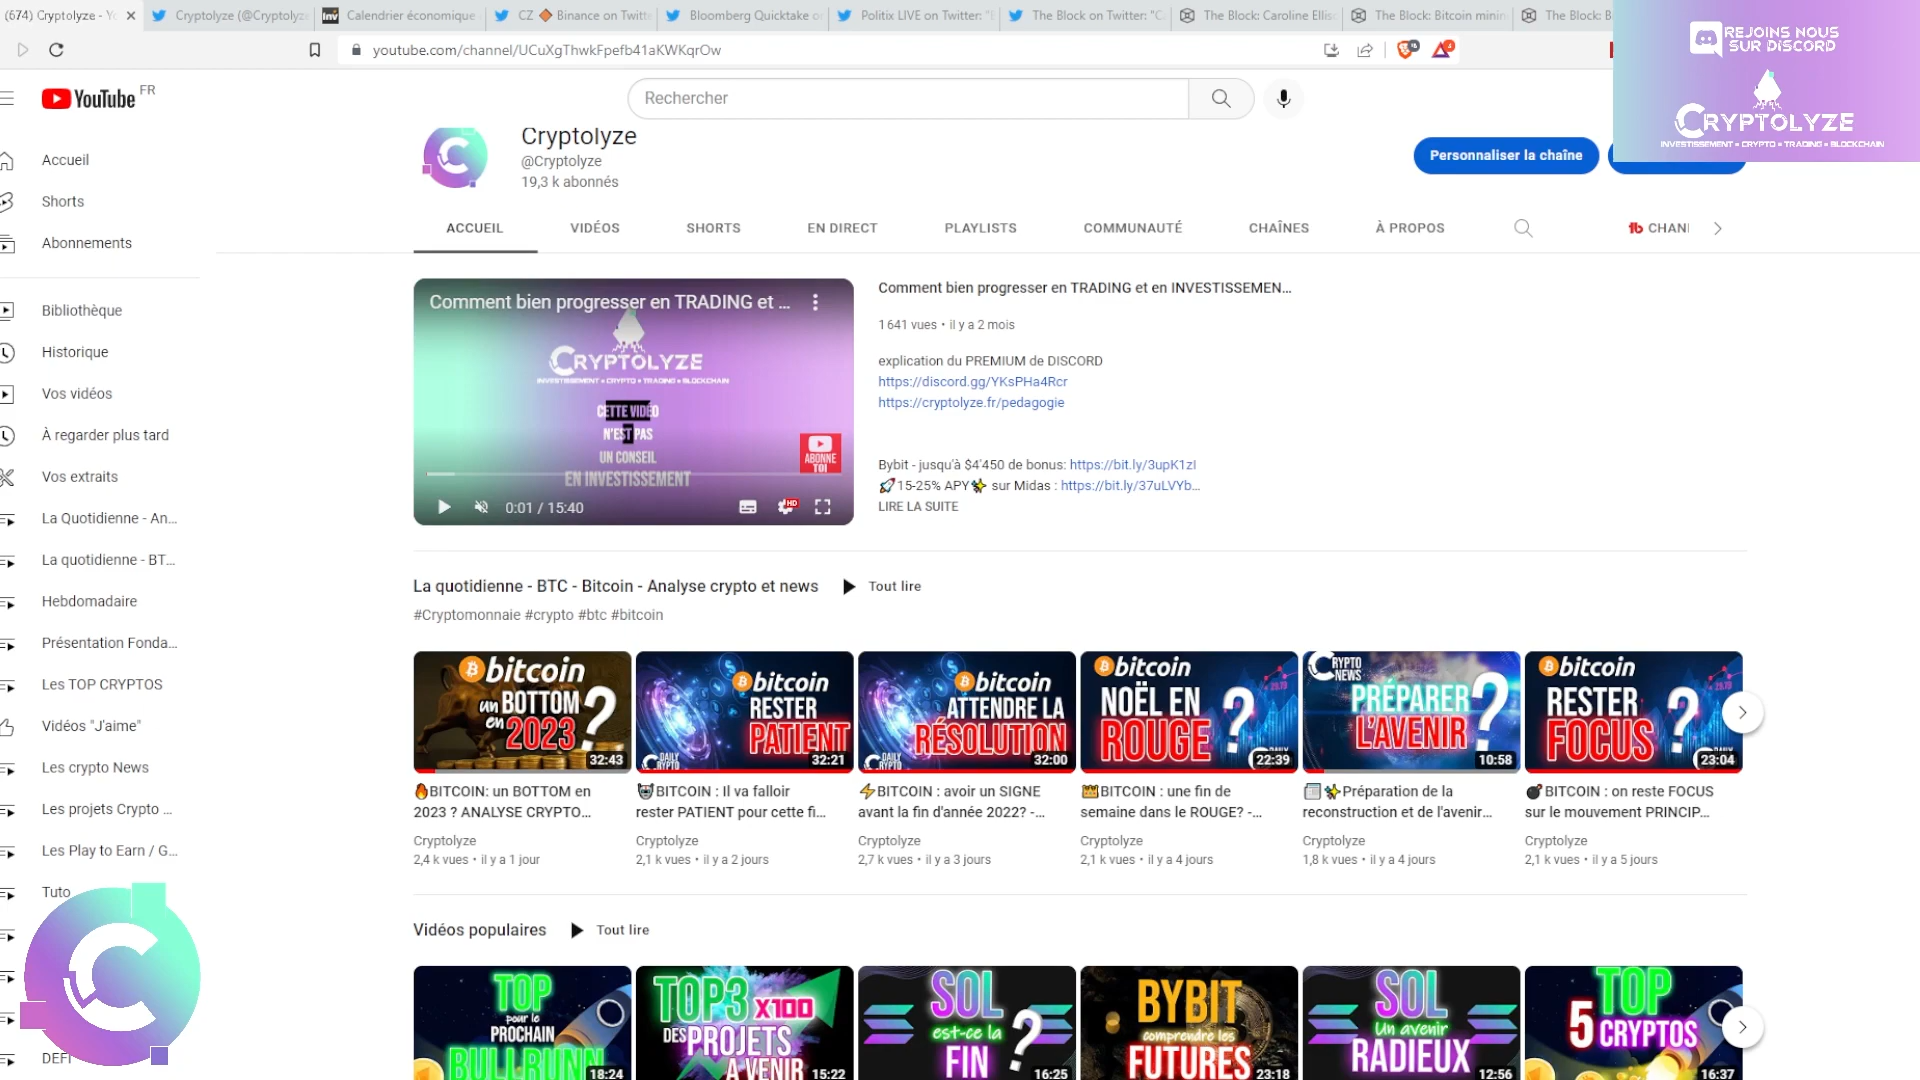 (674) Cryptolyze - Yo
Cryptolyze (@Cryptolyze
Calendrier économique
CZ 🔶 Binance on Twitte
Bloomberg Quicktake o
Politix LIVE on Twitter: "
The Block on Twitter: "C
The Block: Caroline Elliso
The Block: Bitcoin minin
The Block: B
youtube.com/channel/UCuXgThwkFpefb41aKWKqrOw
REJOINS NOUS
SUR DISCORD
CRYPTOLYZE
INVESTISSEMENT • CRYPTO • TRADING • BLOCKCHAIN
YouTube FR
Rechercher
Cryptolyze
@Cryptolyze
19,3 k abonnés
Personnaliser la chaîne
Accueil
Shorts
Abonnements
Bibliothèque
Historique
Vos vidéos
À regarder plus tard
Vos extraits
La Quotidienne - An...
La quotidienne - BT...
Hebdomadaire
Présentation Fonda...
Les TOP CRYPTOS
Vidéos "J'aime"
Les crypto News
Les projets Crypto ...
Les Play to Earn / G...
Tuto
DEFI
ACCUEIL
VIDÉOS
SHORTS
EN DIRECT
PLAYLISTS
COMMUNAUTÉ
CHAÎNES
À PROPOS
CHAN
Comment bien progresser en TRADING et ...
CRYPTOLYZE
INVESTISSEMENT • CRYPTO • TRADING • BLOCKCHAIN
CETTE VIDÉO
N'EST PAS
UN CONSEIL
EN INVESTISSEMENT
ABONNE
TOI
0:01 / 15:40
HD
Comment bien progresser en TRADING et en INVESTISSEMEN...
1 641 vues • il y a 2 mois
explication du PREMIUM de DISCORD
https://discord.gg/YKsPHa4Rcr
https://cryptolyze.fr/pedagogie
Bybit - jusqu'à $4'450 de bonus: https://bit.ly/3upK1zI
🚀15-25% APY✨ sur Midas : https://bit.ly/37uLVYb...
LIRE LA SUITE
La quotidienne - BTC - Bitcoin - Analyse crypto et news
Tout lire
#Cryptomonnaie #crypto #btc #bitcoin
bitcoin
un BOTTOM
en 2023 ?
32:43
bitcoin
RESTER
PATIENT
DAILY
CRYPTO
32:21
bitcoin
ATTENDRE LA
RÉSOLUTION
DAILY
CRYPTO
32:00
bitcoin
NOËL EN
ROUGE ?
22:39
CRYPTO
NEWS
PRÉPARER
L'AVENIR ?
10:58
bitcoin
RESTER
FOCUS ?
23:04
🔥BITCOIN: un BOTTOM en
2023 ? ANALYSE CRYPTO...
Cryptolyze
2,4 k vues • il y a 1 jour
BITCOIN : Il va falloir
rester PATIENT pour cette fi...
Cryptolyze
2,1 k vues • il y a 2 jours
⚡BITCOIN : avoir un SIGNE
avant la fin d'année 2022? -...
Cryptolyze
2,7 k vues • il y a 3 jours
BITCOIN : une fin de
semaine dans le ROUGE? -...
Cryptolyze
2,1 k vues • il y a 4 jours
✨Préparation de la
reconstruction et de l'avenir...
Cryptolyze
1,8 k vues • il y a 4 jours
💣BITCOIN : on reste FOCUS
sur le mouvement PRINCIP...
Cryptolyze
2,1 k vues • il y a 5 jours
Vidéos populaires
Tout lire
TOP
pour le
PROCHAIN
BULLRUNN
18:24
TOP3 x100
DES PROJETS
A VENIR
15:22
SOL
est-ce la
FIN ?
16:25
BYBIT
comprendre les
FUTURES
23:18
SOL
Un avenir
RADIEUX
12:56
TOP
5 CRYPTOS
16:37